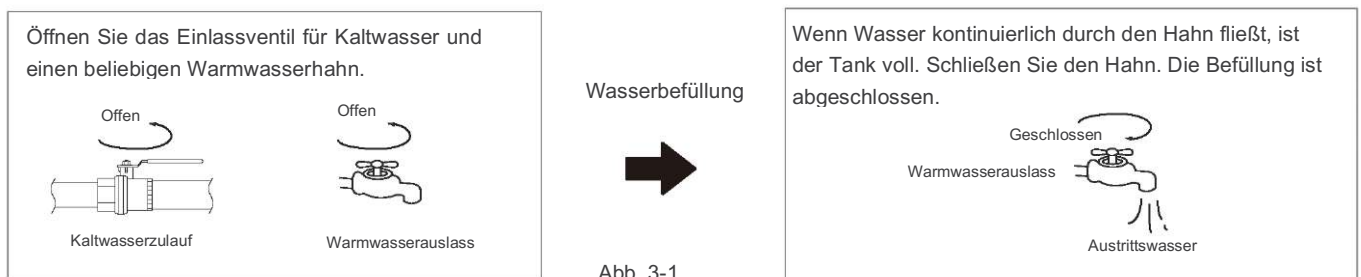 Öffnen Sie das Einlassventil für Kaltwasser und
einen beliebigen Warmwasserhahn.
Offen
Offen
Kaltwasserzulauf
Warmwasserauslass
Wasserbefüllung
Wenn Wasser kontinuierlich durch den Hahn fließt, ist
der Tank voll. Schließen Sie den Hahn. Die Befüllung ist
abgeschlossen.
Geschlossen
Warmwasserauslass
Austrittswasser
Abb. 3-1